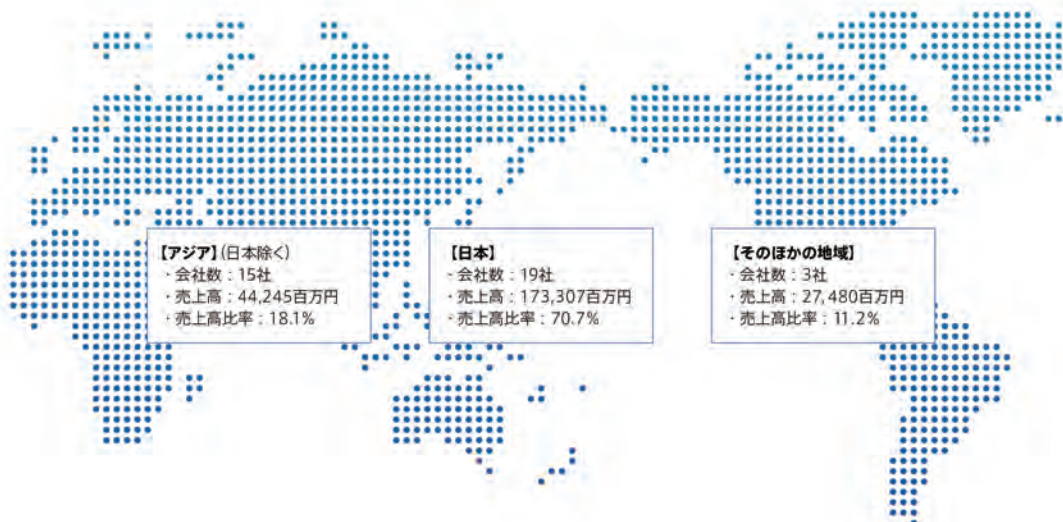 【アジア】(日本除く)
・会社数：15社
・売上高：44,245百万円
・売上高比率：18.1%
【日本】
・会社数：19社
・売上高：173,307百万円
・売上高比率：70.7%
【そのほかの地域】
・会社数：3社
・売上高：27,480百万円
・売上高比率：11.2%